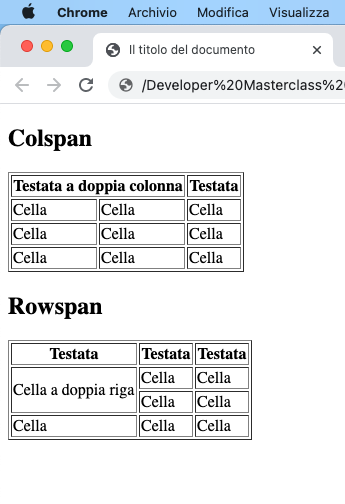 Chrome Archivio Modifica Visualizza
Il titolo del documento
/Developer%20Masterclass%20
Colspan
Testata a doppia colonna Testata
Cella Cella Cella
Cella Cella Cella
Cella Cella Cella
Rowspan
Testata Testata Testata
Cella a doppia riga Cella Cella
Cella Cella
Cella Cella Cella